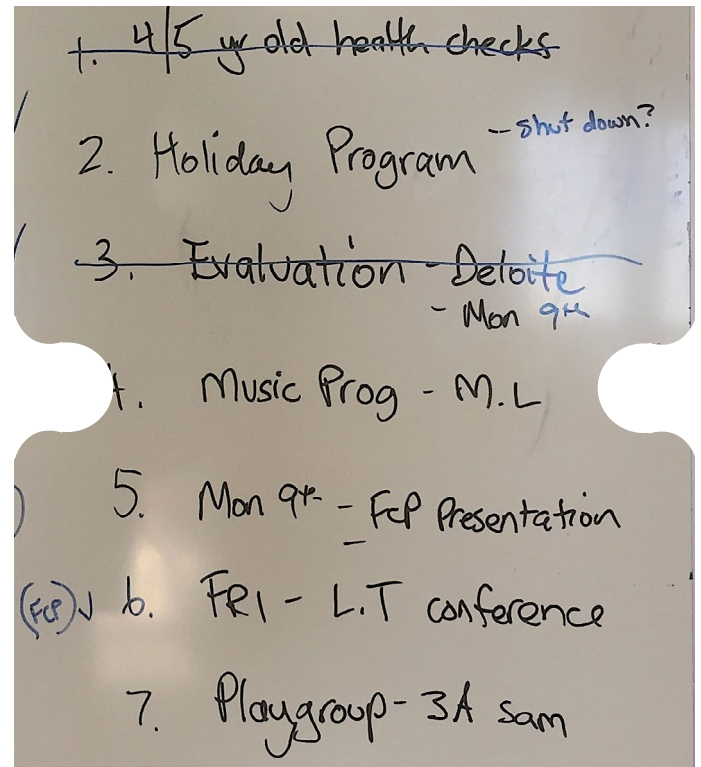 1. 4/5 yr old health checks
2. Holiday Program -- shut down?
3. Evaluation - Deloite
- Mon 9th
4. Music Prog - M.L
5. Mon 9th - FCP Presentation
(FCP) √ 6. FRI - L.T conference
7. Playgroup - 3A Sam